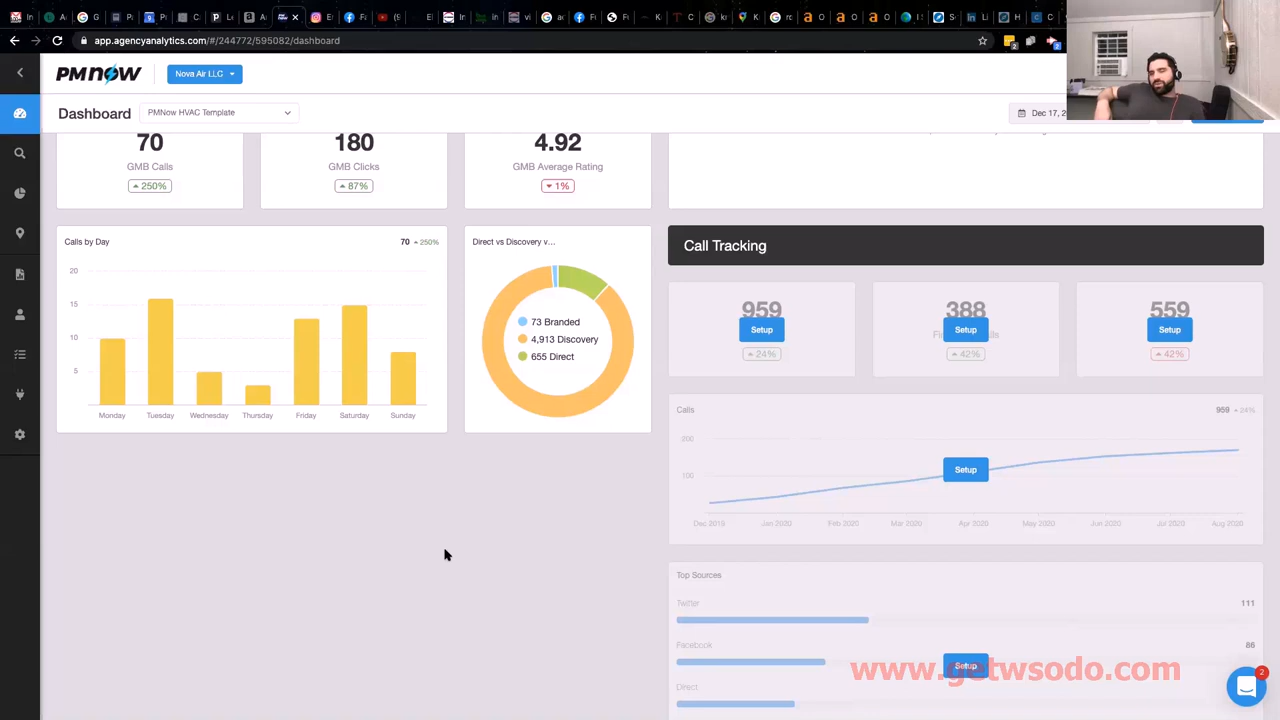 app.agencyanalytics.com/#/244772/595082/dashboard
PMNOW
Nova Air LLC
Dashboard
PMNow HVAC Template
Dec 17, 2
70
180
4.92
GMB Calls
GMB Clicks
GMB Average Rating
250%
87%
1%
Calls by Day
70
250%
20
15
10
5
Monday
Tuesday
Wednesday
Thursday
Friday
Saturday
Sunday
Direct vs Discovery v...
73 Branded
4,913 Discovery
655 Direct
Call Tracking
959
388
559
Setup
Setup
Setup
24%
42%
42%
Calls
959
24%
200
100
Setup
Dec 2019
Jan 2020
Feb 2020
Mar 2020
Apr 2020
May 2020
Jun 2020
Jul 2020
Aug 2020
Top Sources
Twitter
111
Facebook
86
Setup
Direct
www.getwsodo.com
2